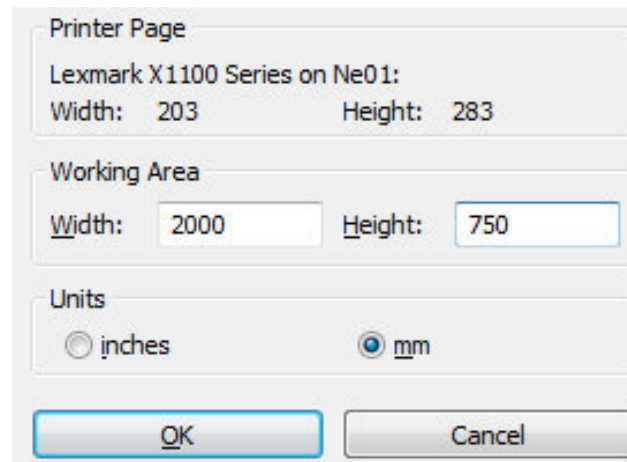 Printer Page
Lexmark X1100 Series on Ne01:
Width: 203 Height: 283
Working Area
Width: 2000 Height: 750
Units
inches mm
OK Cancel